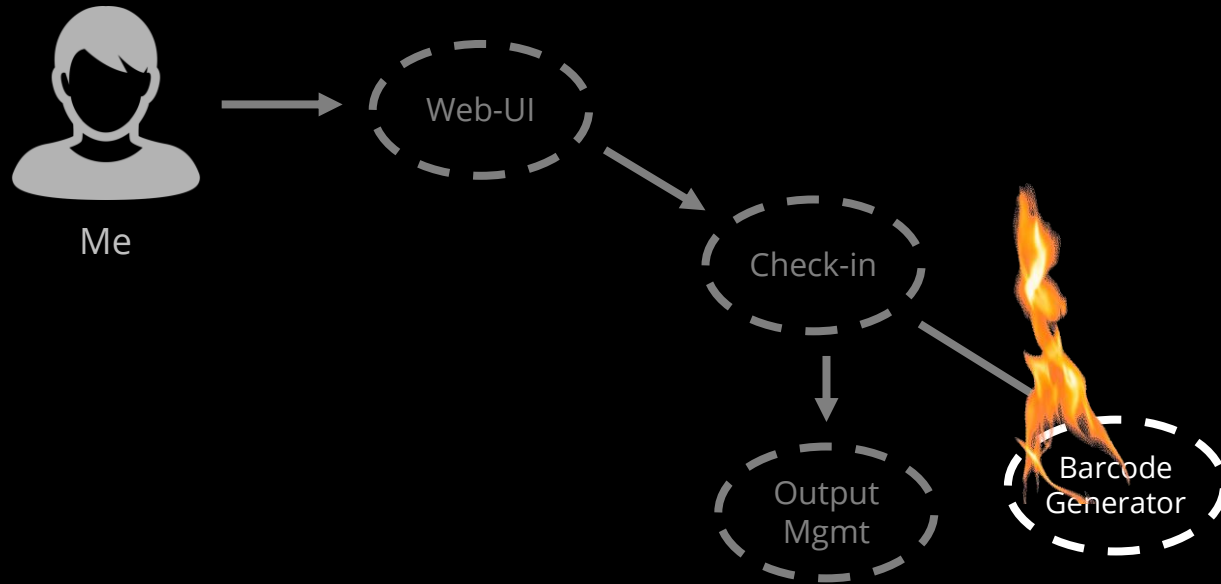 Me
Web-UI
Check-in
Output
Mgmt
Barcode
Generator